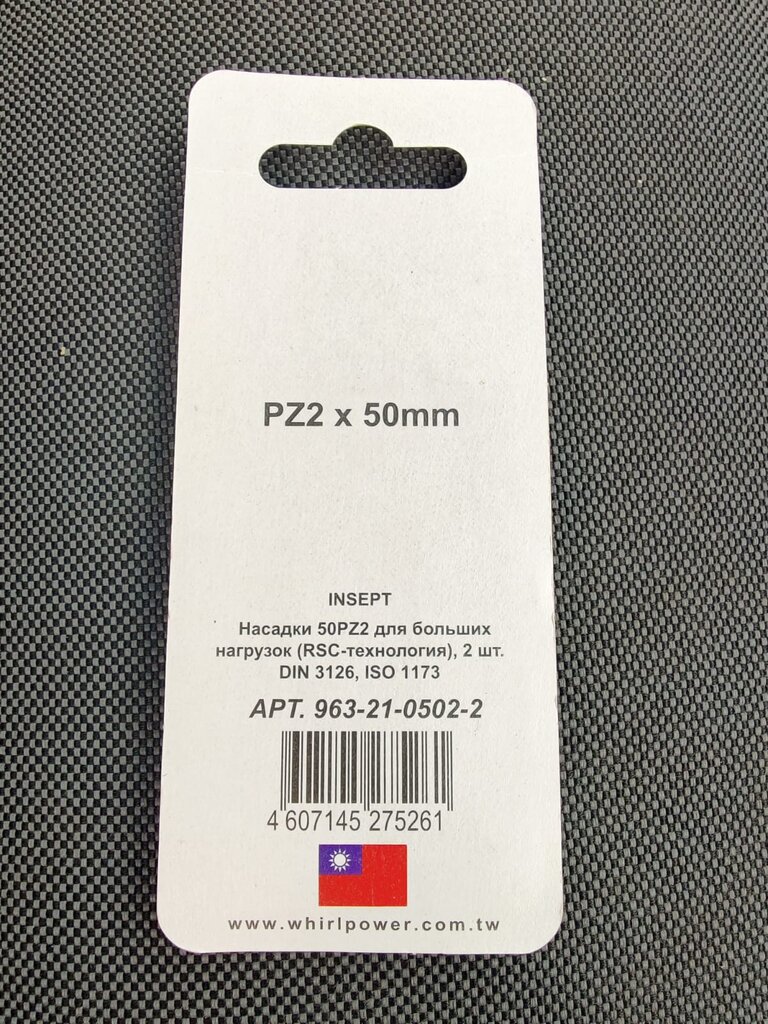 PZ2 x 50mm
INSEPT
Насадки 50PZ2 для больших
нагрузок (RSC-технология), 2 шт.
DIN 3126, ISO 1173
АРТ. 963-21-0502-2
4 607145 275261
www.whirlpower.com.tw